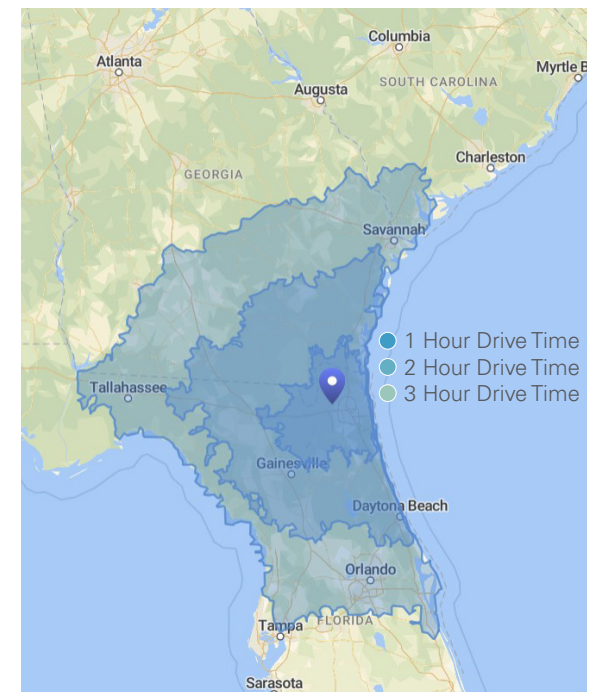 Columbia
Atlanta
Myrtle B
SOUTH CAROLINA
Augusta
Charleston
GEORGIA
Savannah
1 Hour Drive Time
2 Hour Drive Time
3 Hour Drive Time
Tallahassee
Gainesville
Daytona Beach
Orlando
FLORIDA
Tampa
Sarasota